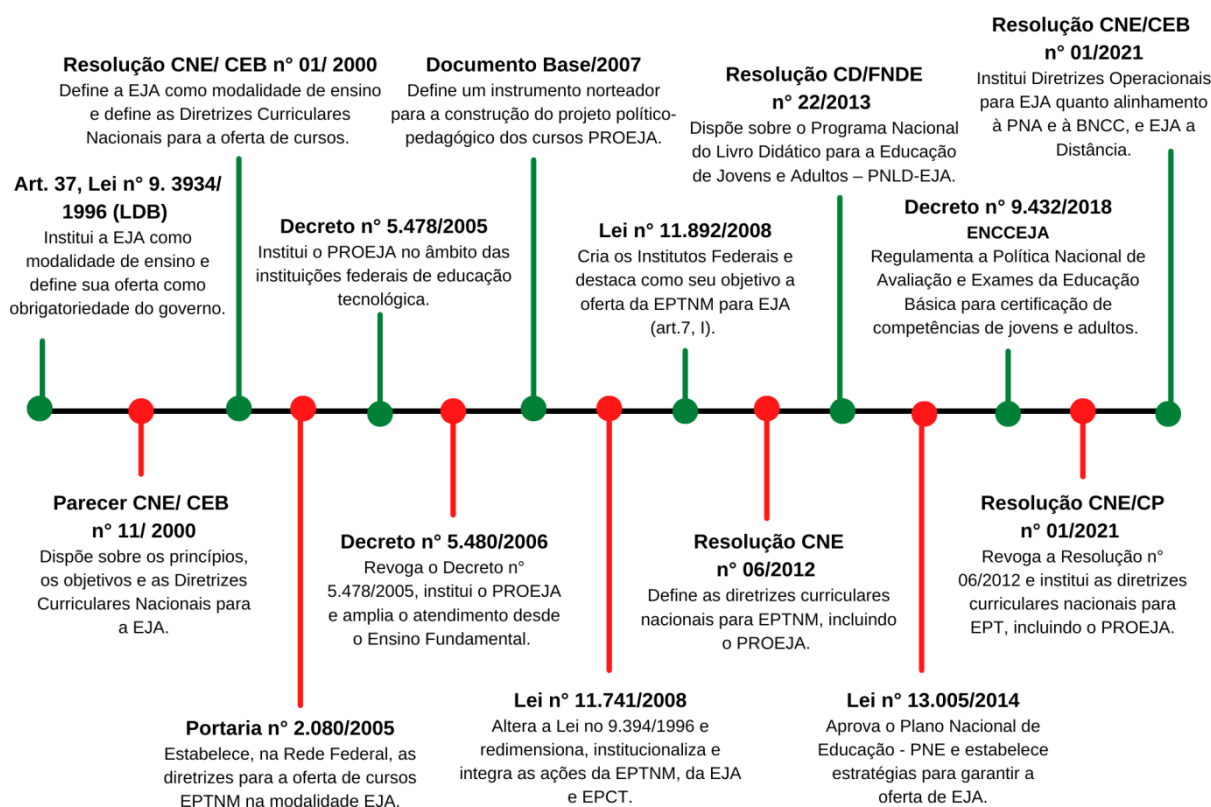 Art. 37, Lei n° 9. 3934/
1996 (LDB)
Institui a EJA como
modalidade de ensino e
define sua oferta como
obrigatoriedade do governo.
Parecer CNE/ CEB
n° 11/ 2000
Dispõe sobre os princípios,
os objetivos e as Diretrizes
Curriculares Nacionais para
a EJA.
Resolução CNE/ CEB n° 01/ 2000
Define a EJA como modalidade de ensino
e define as Diretrizes Curriculares
Nacionais para a oferta de cursos.
Portaria n° 2.080/2005
Estabelece, na Rede Federal, as
diretrizes para a oferta de cursos
EPTNM na modalidade EJA.
Decreto n° 5.478/2005
Institui o PROEJA no âmbito das
instituições federais de educação
tecnológica.
Decreto n° 5.480/2006
Revoga o Decreto n°
5.478/2005, institui o PROEJA
e amplia o atendimento desde
o Ensino Fundamental.
Documento Base/2007
Define um instrumento norteador
para a construção do projeto político-
pedagógico dos cursos PROEJA.
Lei n° 11.741/2008
Altera a Lei no 9.394/1996 e
redimensiona, institucionaliza e
integra as ações da EPTNM, da EJA
e EPCT.
Lei n° 11.892/2008
Cria os Institutos Federais e
destaca como seu objetivo a
oferta da EPTNM para EJA
(art.7, I).
Resolução CNE
n° 06/2012
Define as diretrizes curriculares
nacionais para EPTNM, incluindo
o PROEJA.
Resolução CD/FNDE
n° 22/2013
Dispõe sobre o Programa Nacional
do Livro Didático para a Educação
de Jovens e Adultos – PNLD-EJA.
Lei n° 13.005/2014
Aprova o Plano Nacional de
Educação - PNE e estabelece
estratégias para garantir a
oferta de EJA.
Decreto n° 9.432/2018
ENCCEJA
Regulamenta a Política Nacional de
Avaliação e Exames da Educação
Básica para certificação de
competências de jovens e adultos.
Resolução CNE/CP
n° 01/2021
Revoga a Resolução n°
06/2012 e institui as diretrizes
curriculares nacionais para
EPT, incluindo o PROEJA.
Resolução CNE/CEB
n° 01/2021
Institui Diretrizes Operacionais
para EJA quanto alinhamento
à PNA e à BNCC, e EJA a
Distância.